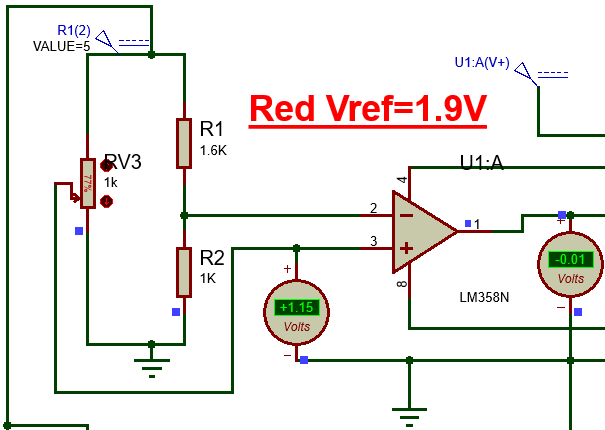 R1(2)
VALUE=5
U1:A(V+)
Red Vref=1.9V
R1
1.6K
RV3
1k
77%
U1:A
4
2
1
3
8
R2
1K
LM358N
+
+1.15
Volts
+
-0.01
Volts